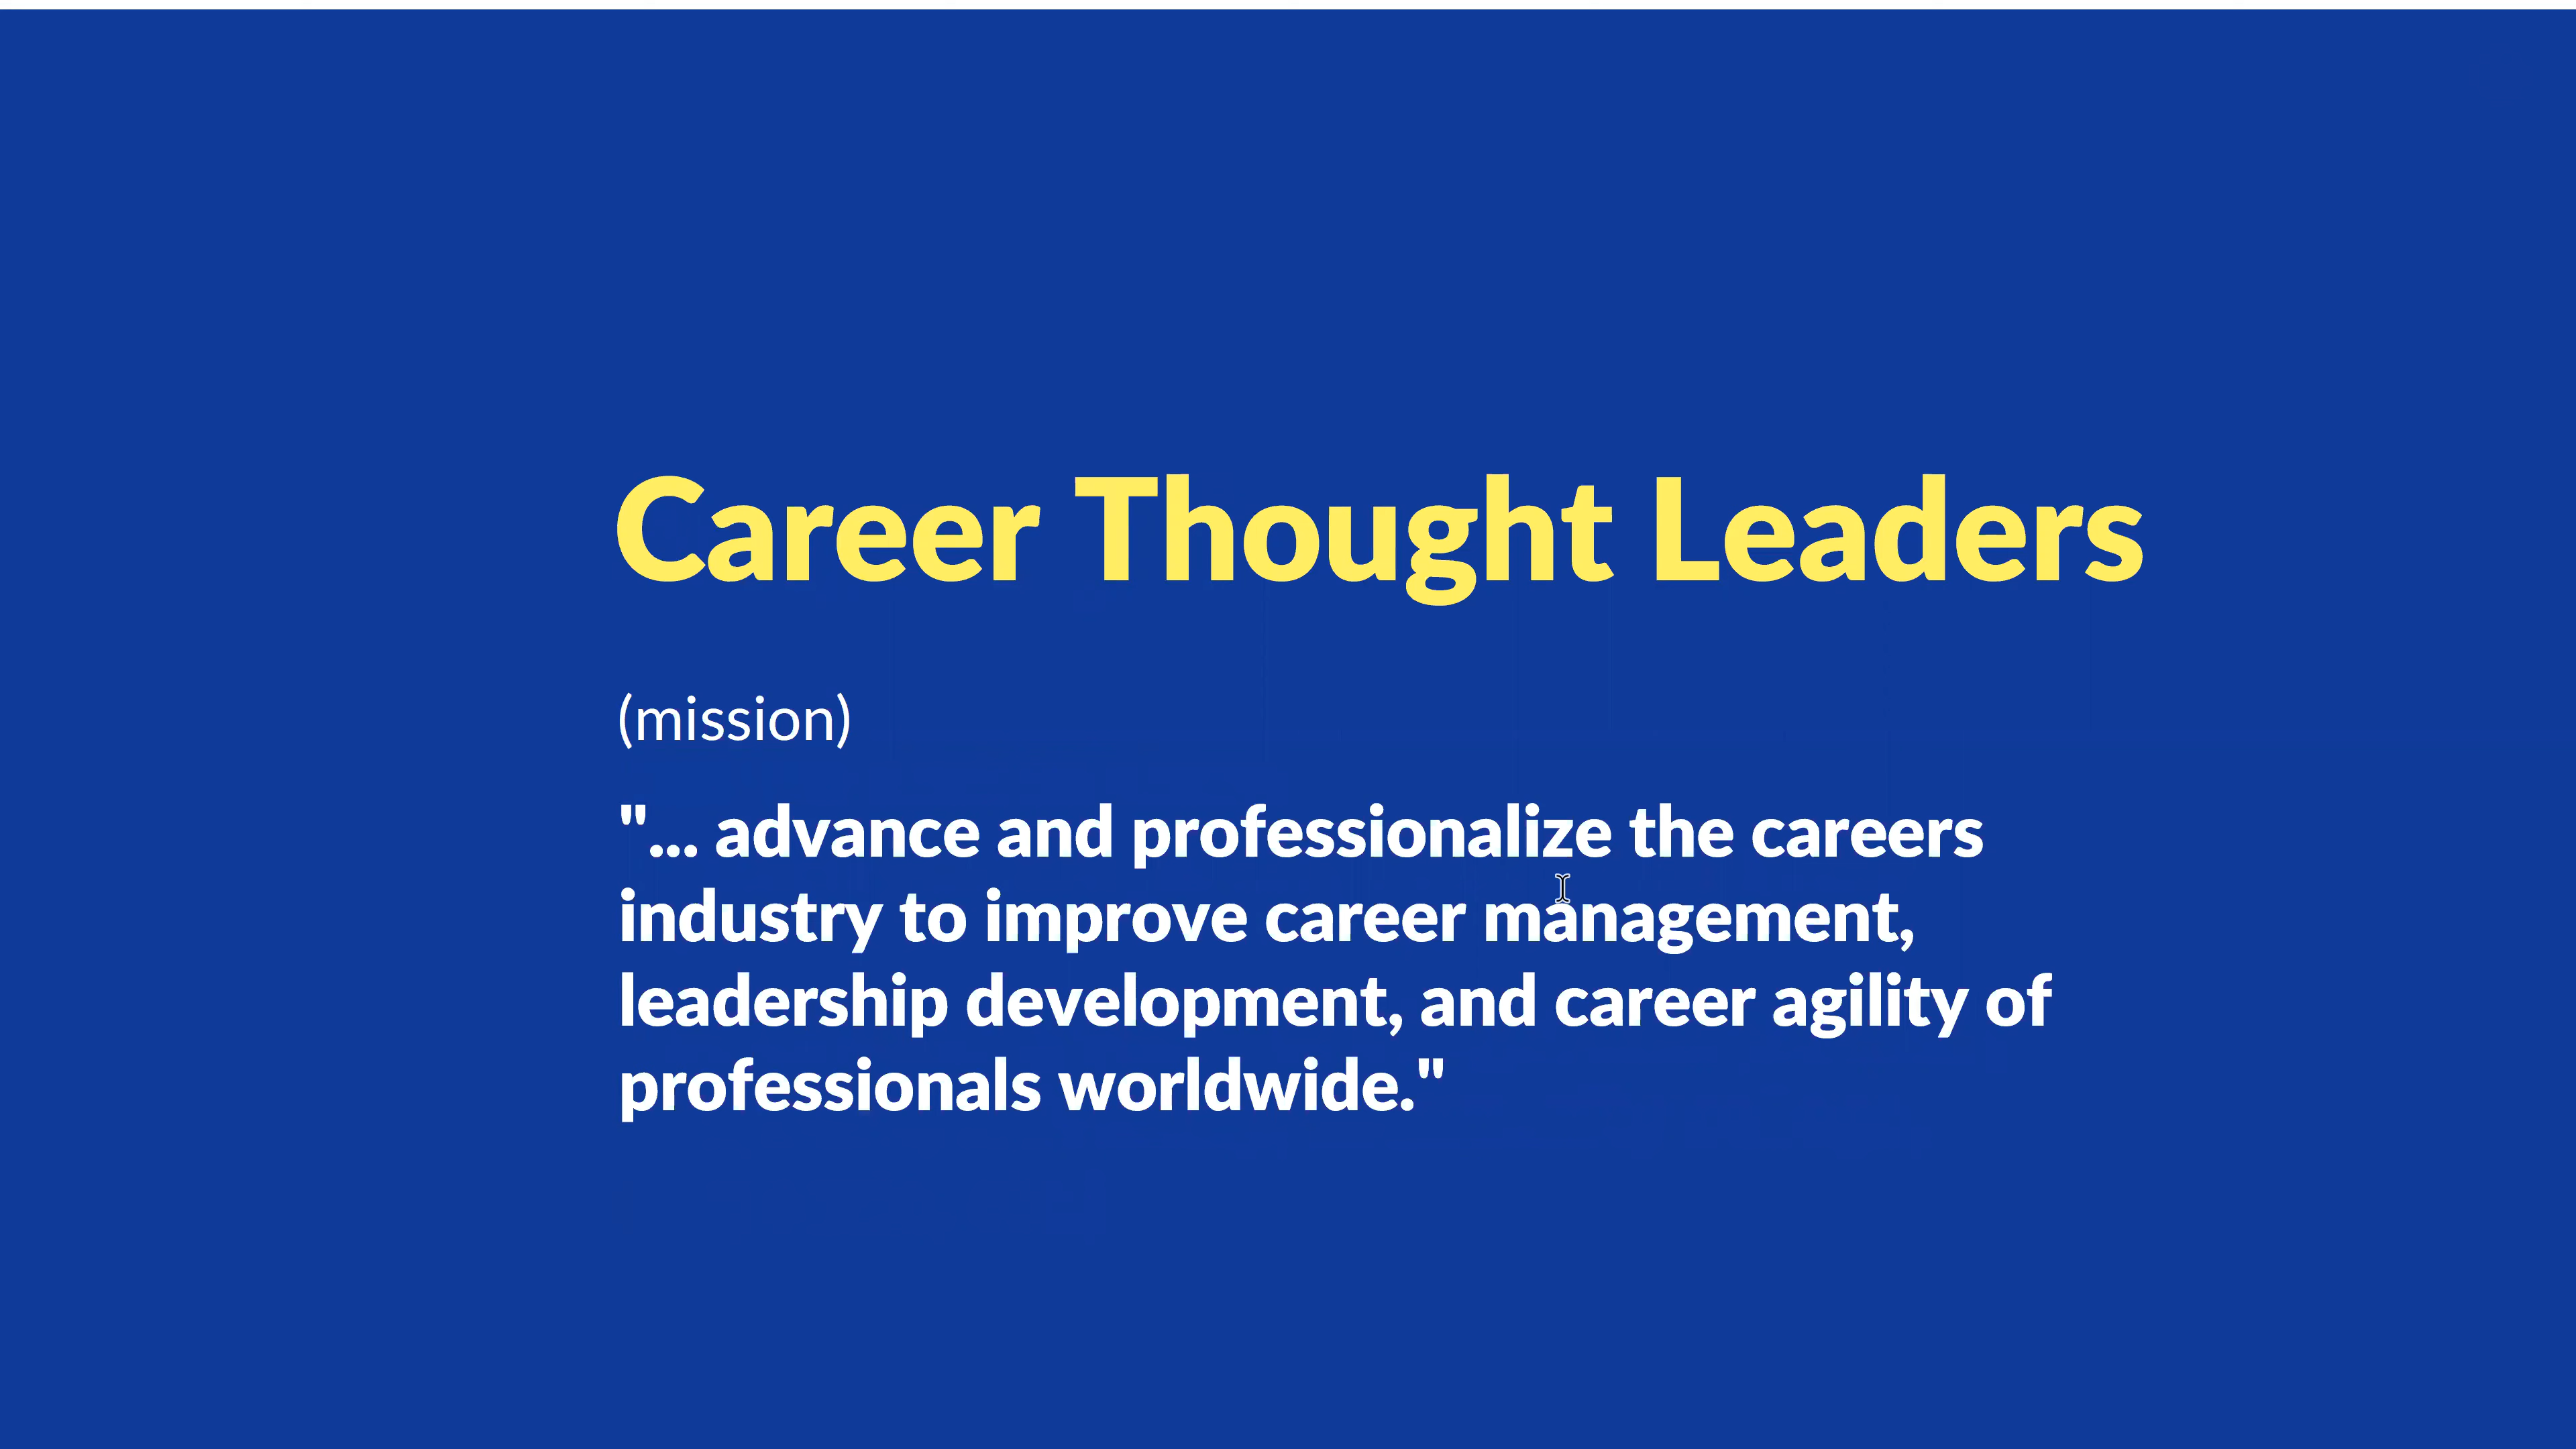 Career Thought Leaders
(mission)
"... advance and professionalize the careers
industry to improve career management,
leadership development, and career agility of
professionals worldwide."